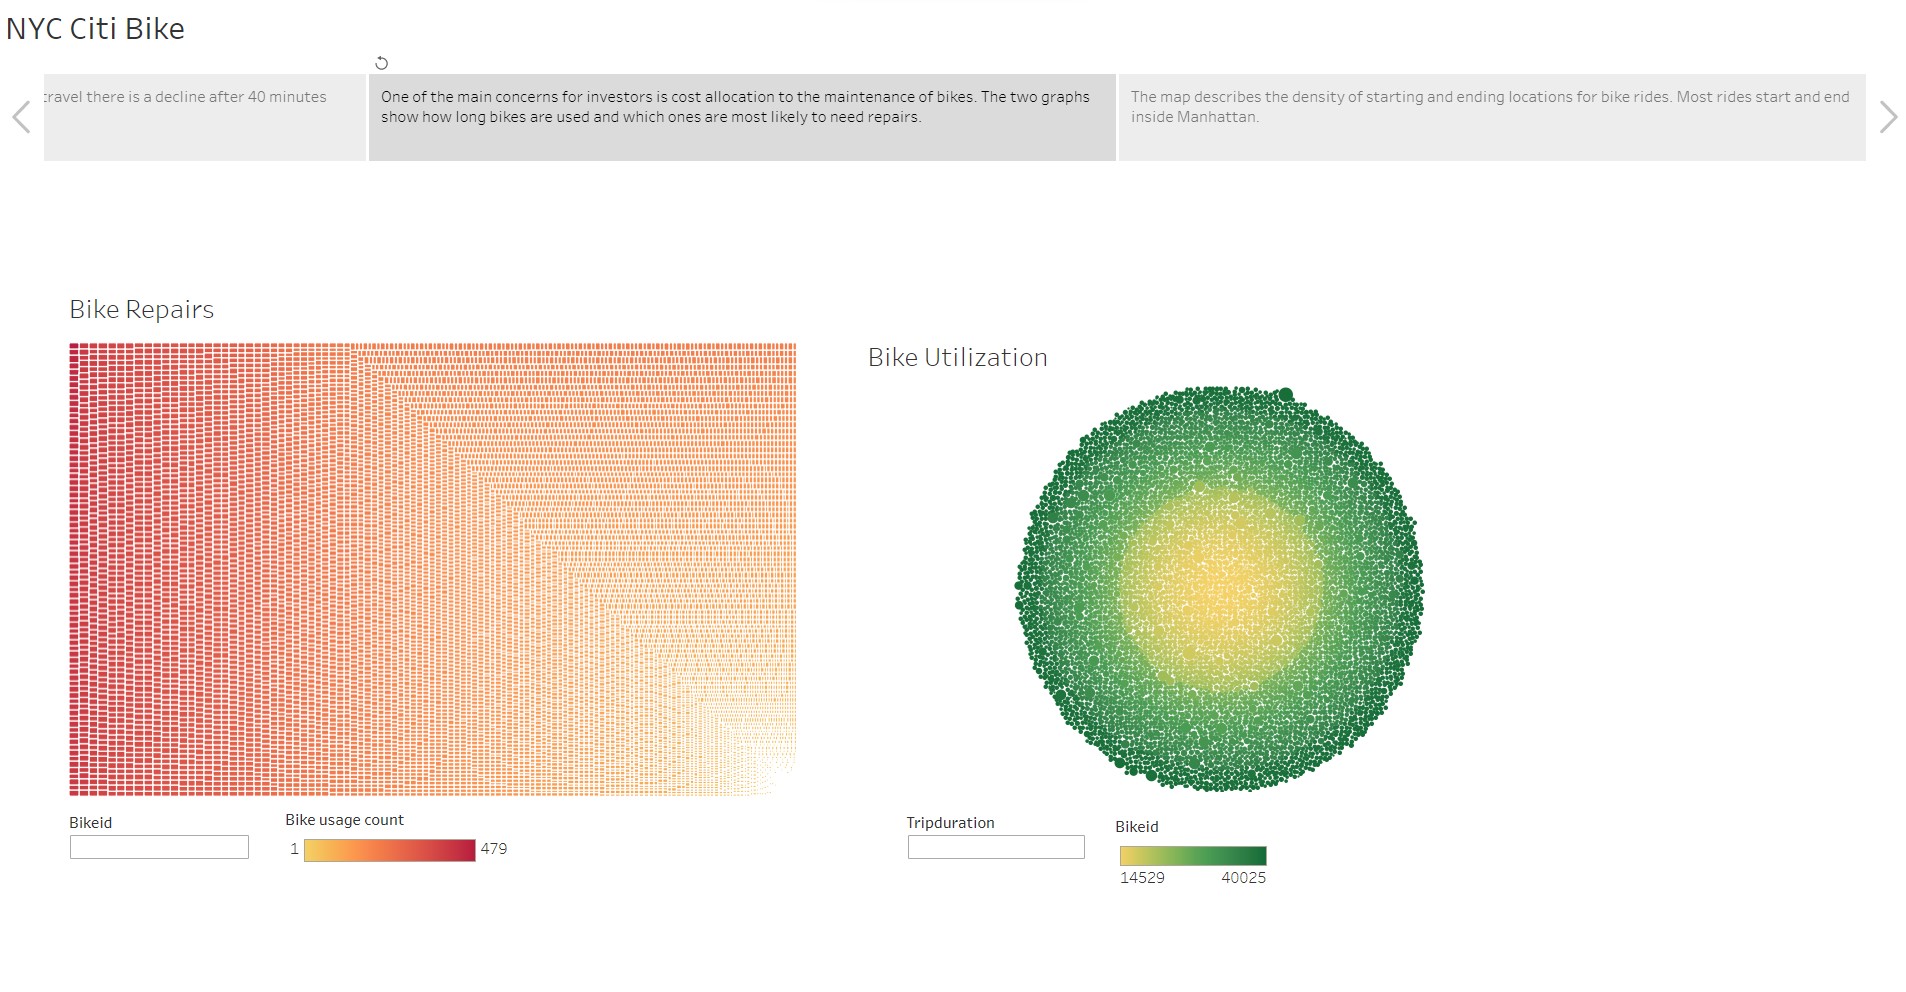 NYC Citi Bike
travel there is a decline after 40 minutes
One of the main concerns for investors is cost allocation to the maintenance of bikes. The two graphs
show how long bikes are used and which ones are most likely to need repairs.
The map describes the density of starting and ending locations for bike rides. Most rides start and end
inside Manhattan.
Bike Repairs
Bike Utilization
Bikeid
Bike usage count
1 479
Tripduration
Bikeid
14529 40025